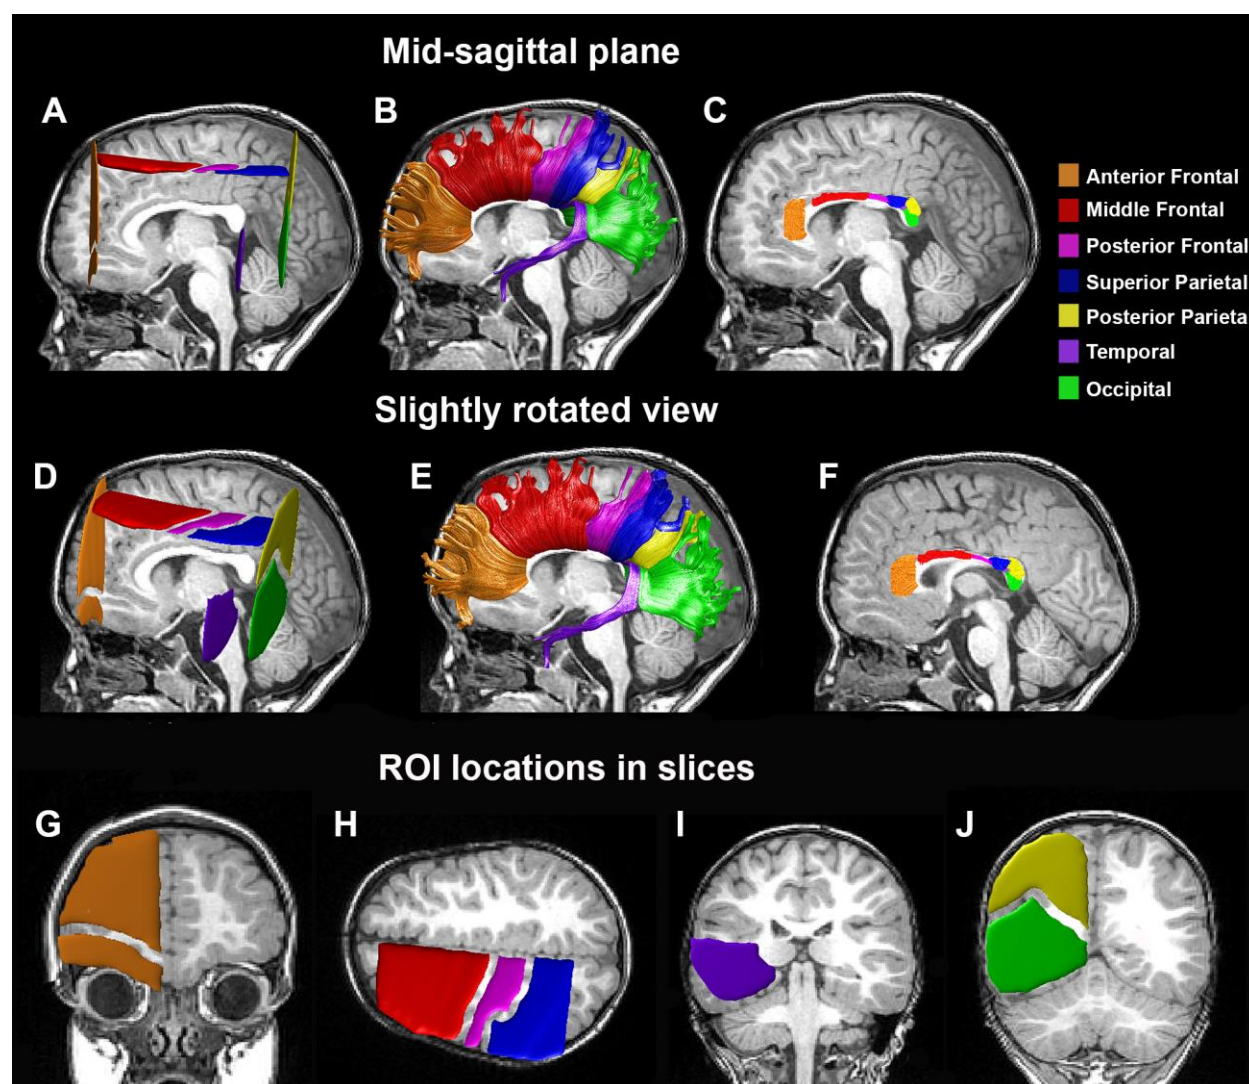 Mid-sagittal plane
A
B
C
Anterior Frontal
Middle Frontal
Posterior Frontal
Superior Parietal
Posterior Parieta
Temporal
Occipital
Slightly rotated view
D
E
F
ROI locations in slices
G
H
I
J